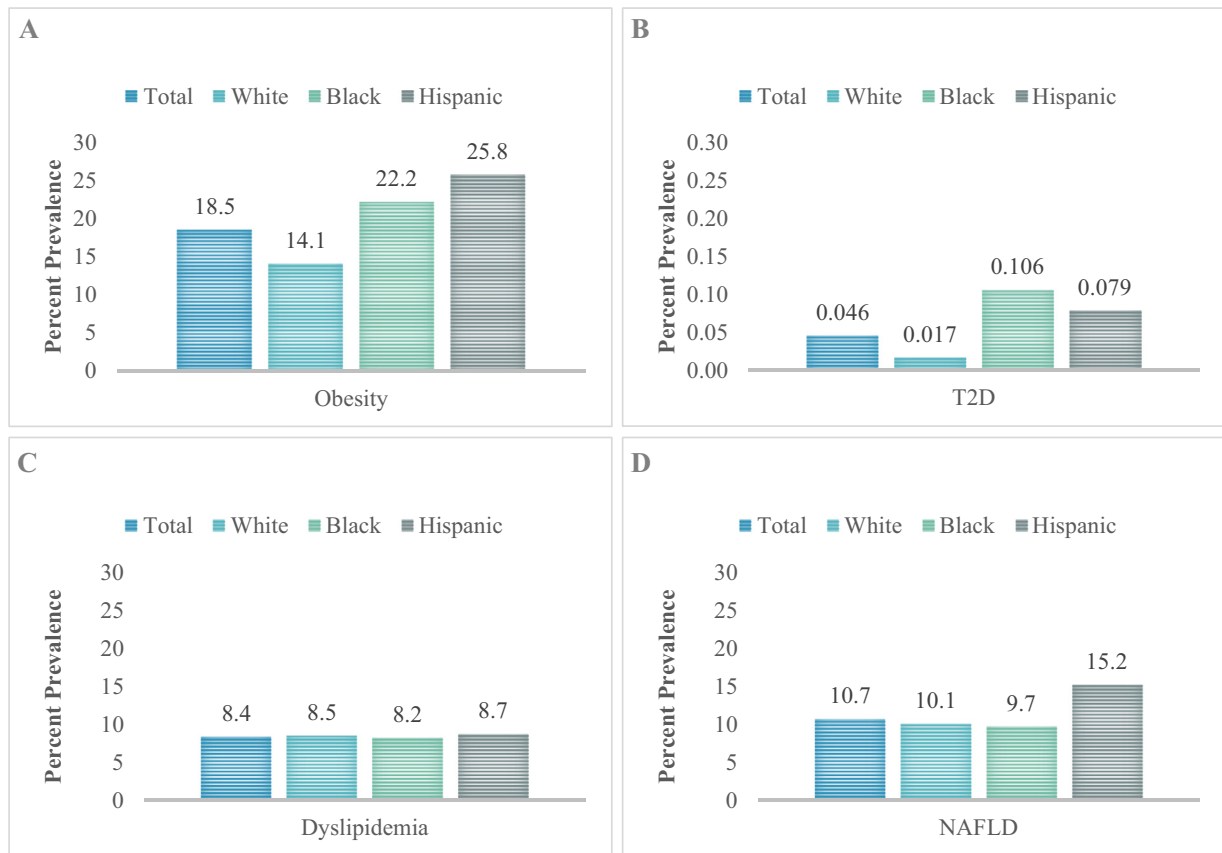 A
Total White Black Hispanic
Percent Prevalence
30
25
20
15
10
5
0
18.5
14.1
22.2
25.8
Obesity
B
Total White Black Hispanic
Percent Prevalence
0.30
0.25
0.20
0.15
0.10
0.05
0.00
0.046
0.017
0.106
0.079
T2D
C
Total White Black Hispanic
Percent Prevalence
30
25
20
15
10
5
0
8.4
8.5
8.2
8.7
Dyslipidemia
D
Total White Black Hispanic
Percent Prevalence
30
25
20
15
10
5
0
10.7
10.1
9.7
15.2
NAFLD